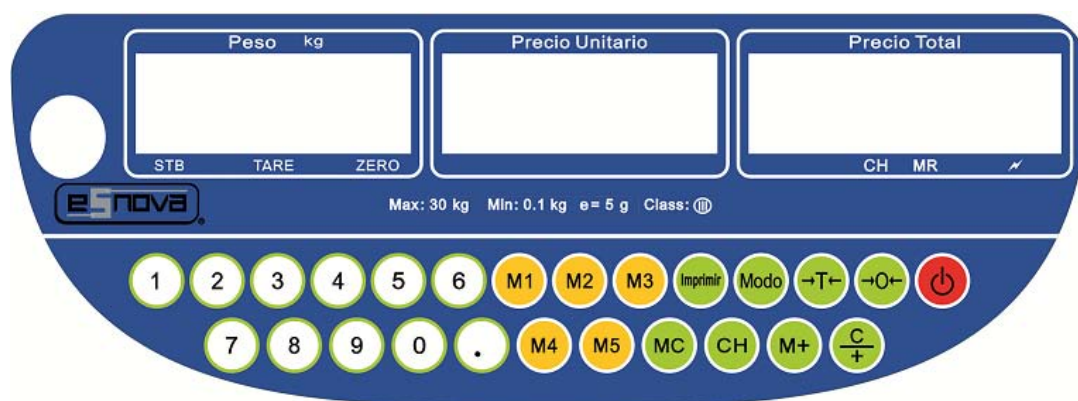 Peso kg Precio Unitario Precio Total
STB TARE ZERO CH MR
eSnova®
Max: 30 kg Min: 0.1 kg e= 5 g Class: III
1 2 3 4 5 6 M1 M2 M3 Imprimir Modo →T← →O←
7 8 9 0 . M4 M5 MC CH M+ C/+